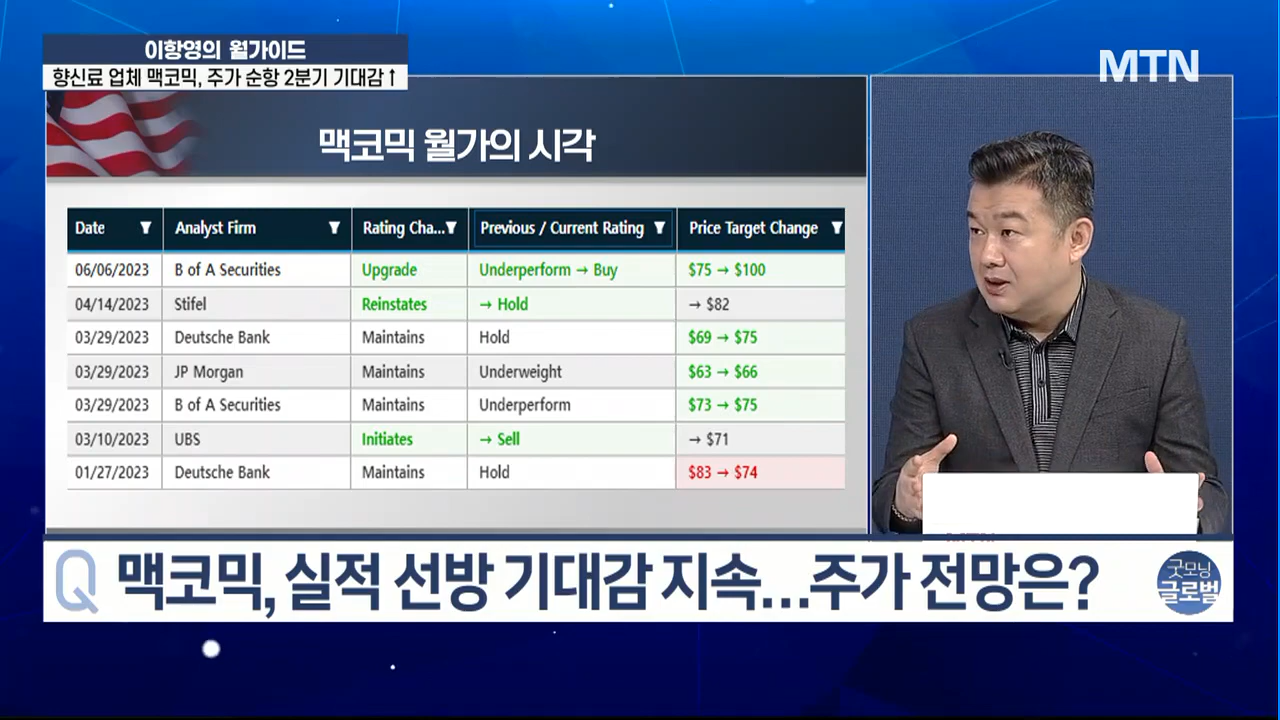 이항영의 월가이드
향신료 업체 맥코믹, 주가 순항 2분기 기대감↑
MTN
맥코믹 월가의 시각
Date Analyst Firm Rating Cha... Previous / Current Rating Price Target Change
06/06/2023 B of A Securities Upgrade Underperform → Buy $75 → $100
04/14/2023 Stifel Reinstates → Hold → $82
03/29/2023 Deutsche Bank Maintains Hold $69 → $75
03/29/2023 JP Morgan Maintains Underweight $63 → $66
03/29/2023 B of A Securities Maintains Underperform $73 → $75
03/10/2023 UBS Initiates → Sell → $71
01/27/2023 Deutsche Bank Maintains Hold $83 → $74
Q 맥코믹, 실적 선방 기대감 지속...주가 전망은?
굿모닝
글로벌